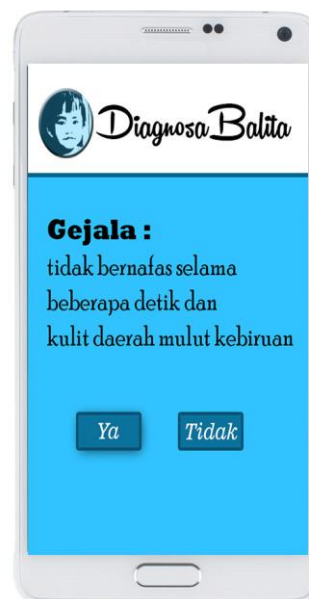 Diagnosa Balita
Gejala :
tidak bernafas selama
beberapa detik dan
kulit daerah mulut kebiruan
Ya
Tidak